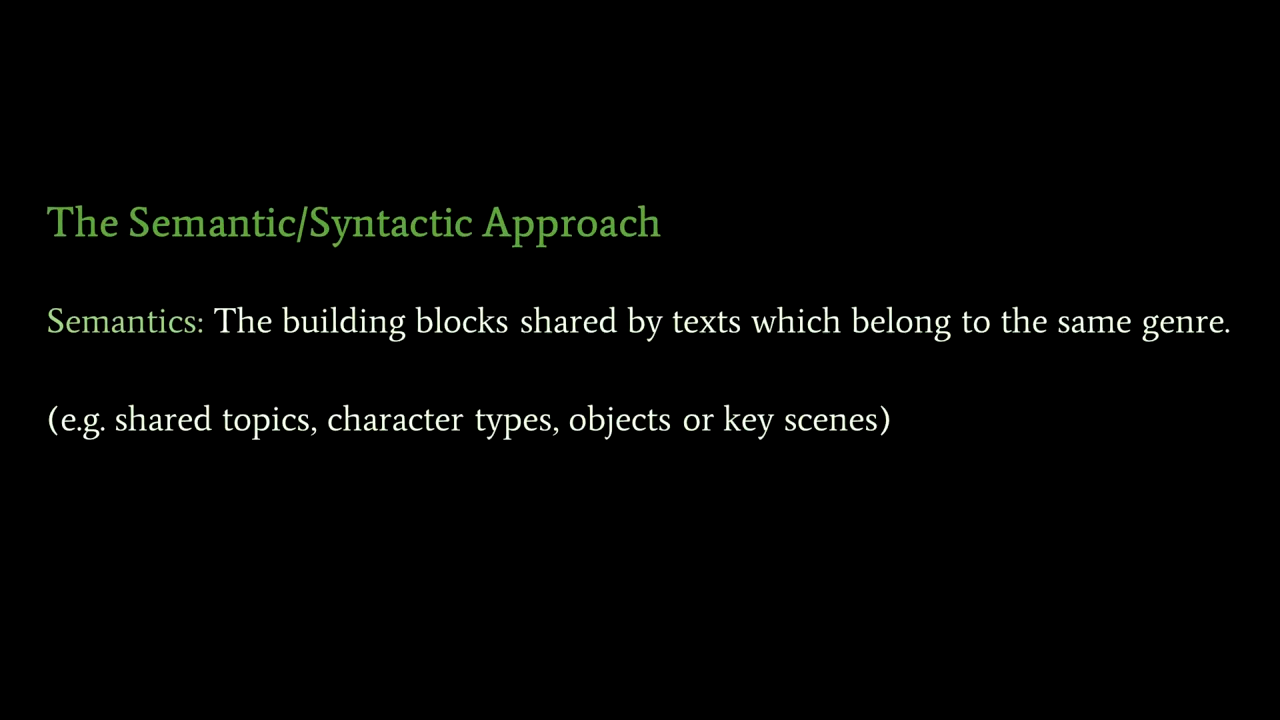 The Semantic/Syntactic Approach
Semantics: The building blocks shared by texts which belong to the same genre.
(e.g. shared topics, character types, objects or key scenes)